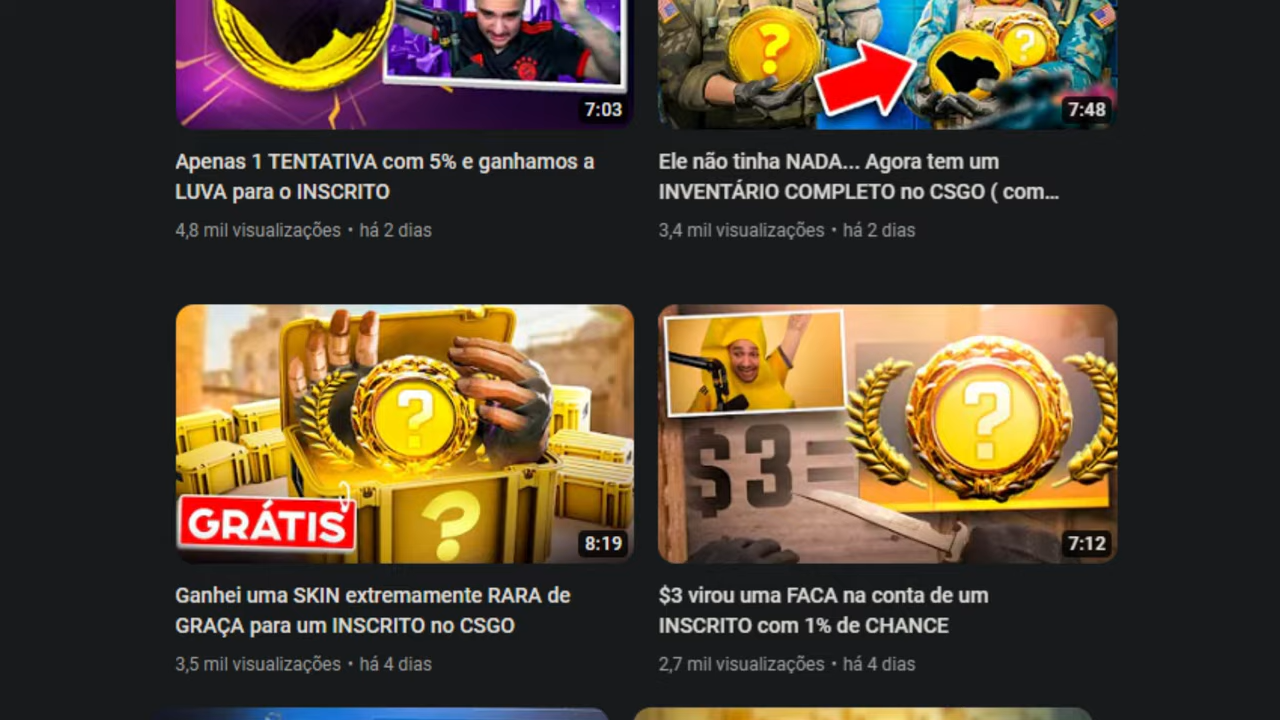 ?
?
7:03
7:48
Apenas 1 TENTATIVA com 5% e ganhamos a
LUVA para o INSCRITO
4,8 mil visualizações • há 2 dias
Ele não tinha NADA... Agora tem um
INVENTÁRIO COMPLETO no CSGO ( com...
3,4 mil visualizações • há 2 dias
?
GRÁTIS
?
8:19
$3=
?
7:12
Ganhei uma SKIN extremamente RARA de
GRAÇA para um INSCRITO no CSGO
3,5 mil visualizações • há 4 dias
$3 virou uma FACA na conta de um
INSCRITO com 1% de CHANCE
2,7 mil visualizações • há 4 dias